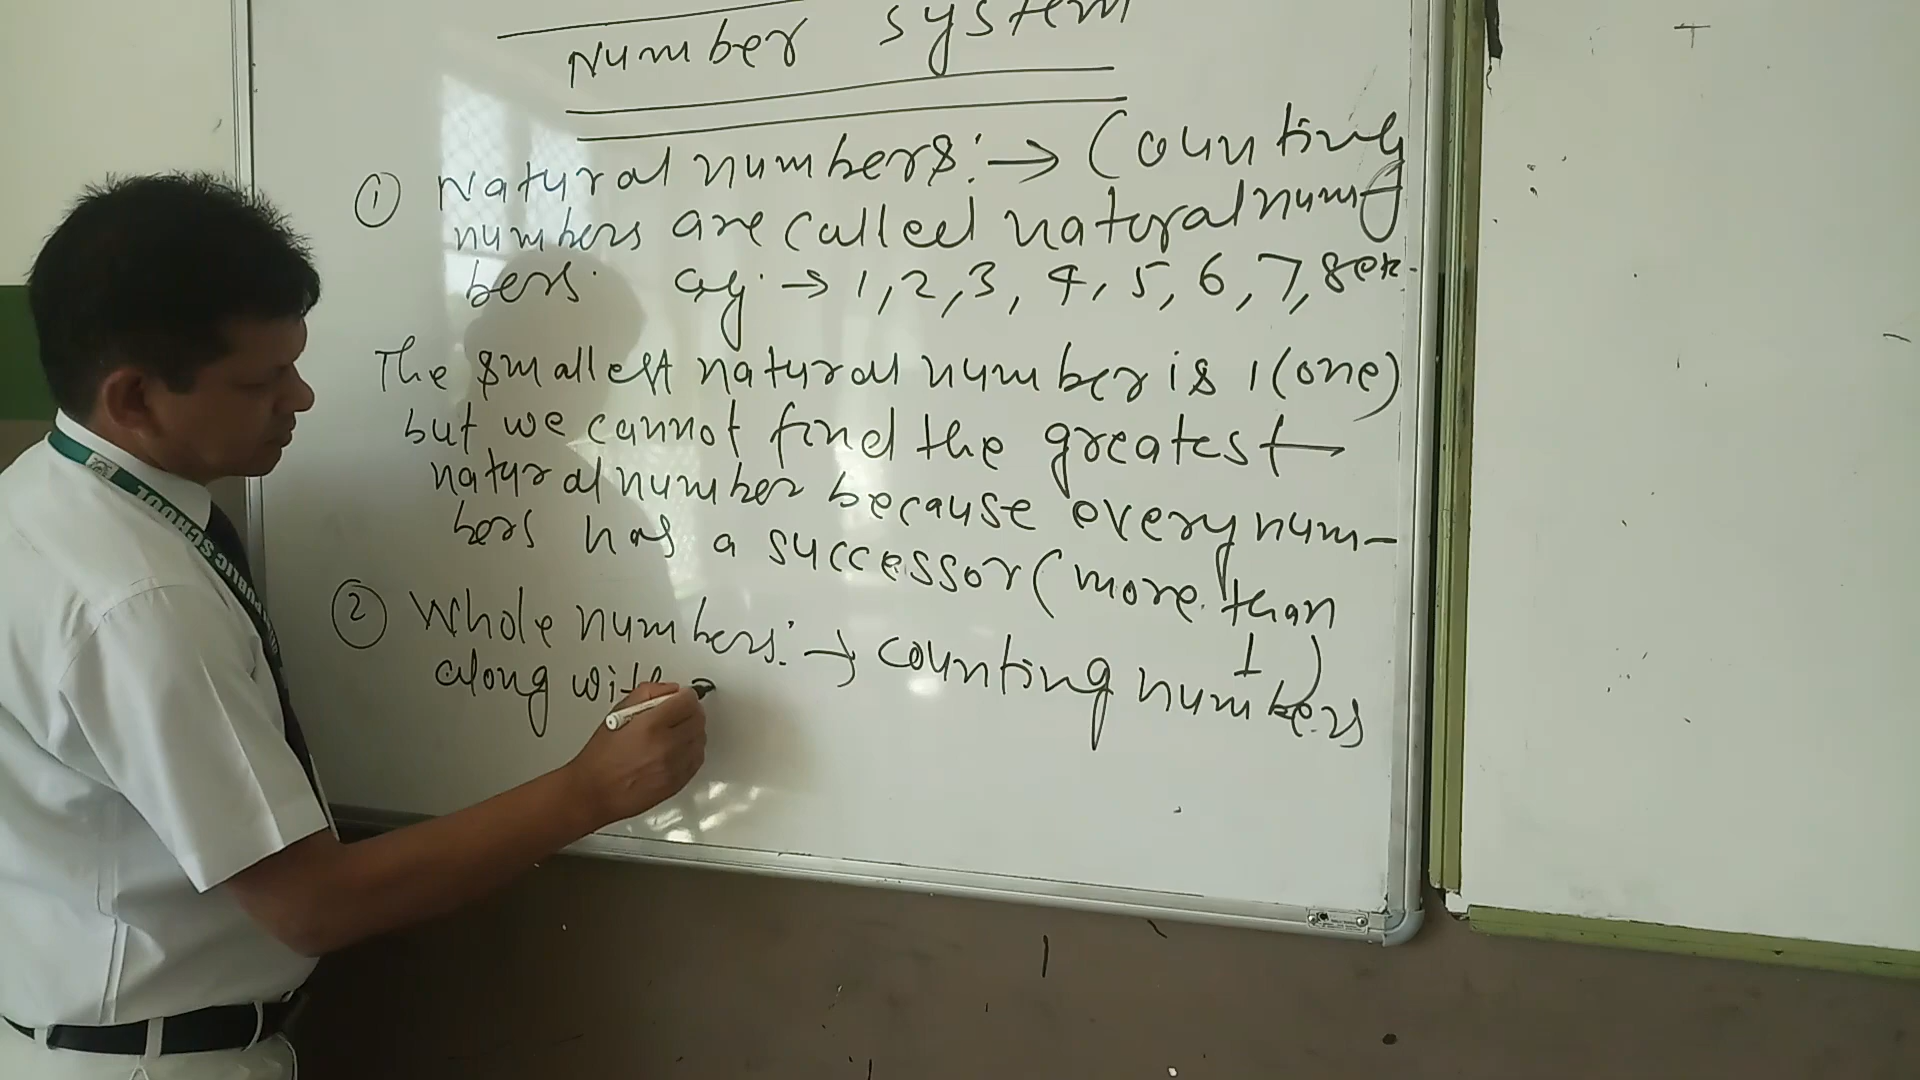 Number system
① Natural numbers:→ Counting
numbers are called natural num-
bers. eg.→ 1,2,3,4,5,6,7,8 etc.
The smallest natural number is 1(one)
but we cannot find the greatest
natural number because every num-
bers has a successor (more than
1)
② Whole numbers:→ counting numbers
along with
PUBLIC SCHOOL